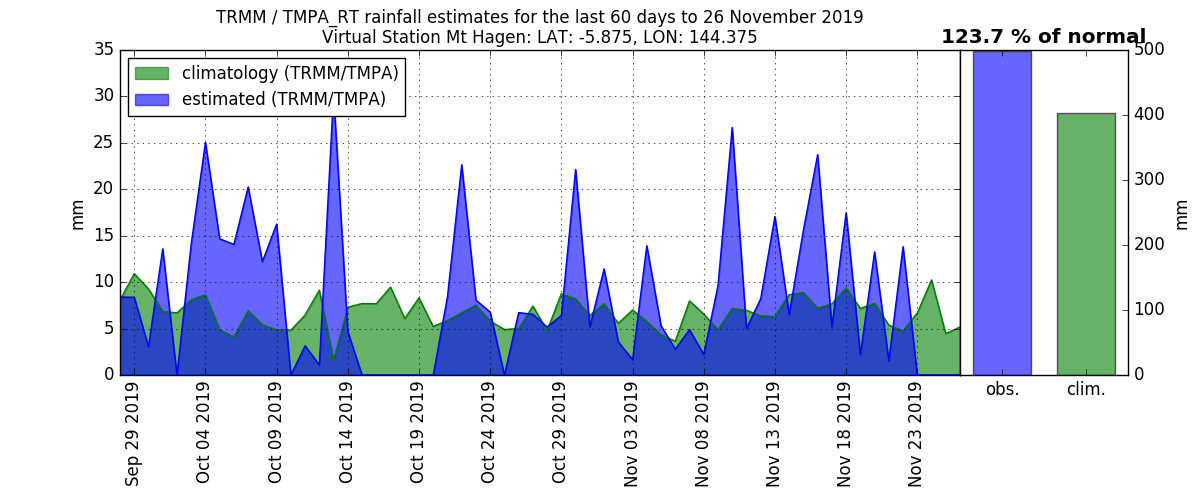 TRMM / TMPA_RT rainfall estimates for the last 60 days to 26 November 2019
Virtual Station Mt Hagen: LAT: -5.875, LON: 144.375
123.7 % of normal
climatology (TRMM/TMPA)
estimated (TRMM/TMPA)
35
30
25
20
15
10
5
0
mm
Sep 29 2019
Oct 04 2019
Oct 09 2019
Oct 14 2019
Oct 19 2019
Oct 24 2019
Oct 29 2019
Nov 03 2019
Nov 08 2019
Nov 13 2019
Nov 18 2019
Nov 23 2019
obs.
clim.
500
400
300
200
100
0
mm